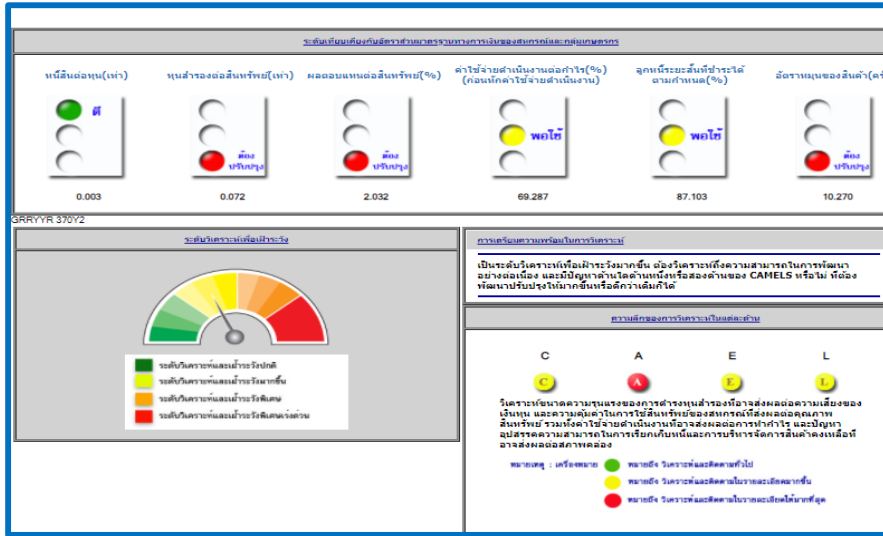 ระดับเทียบเคียงกับอัตราส่วนมาตรฐานทางการเงินของสหกรณ์และกลุ่มเกษตรกร
หนี้สินต่อทุน(เท่า)
ทุนสำรองต่อสินทรัพย์(เท่า)
ผลตอบแทนต่อสินทรัพย์(%)
ค่าใช้จ่ายดำเนินงานต่อกำไร(%)
(ก่อนหักค่าใช้จ่ายดำเนินงาน)
ลูกหนี้ระยะสั้นที่ชำระได้
ตามกำหนด(%)
อัตราหมุนของสินค้า(ครั
ดี
ต้อง
ปรับปรุง
ต้อง
ปรับปรุง
พอใช้
พอใช้
ต้อง
ปรับปรุง
0.003
0.072
2.032
69.287
87.103
10.270
GRRYYR 370Y2
ระดับวิเคราะห์เพื่อเฝ้าระวัง
ระดับวิเคราะห์และเฝ้าระวังปกติ
ระดับวิเคราะห์และเฝ้าระวังมากขึ้น
ระดับวิเคราะห์และเฝ้าระวังพิเศษ
ระดับวิเคราะห์และเฝ้าระวังพิเศษเร่งด่วน
การเตรียมความพร้อมในการวิเคราะห์
เป็นระดับวิเคราะห์เพื่อเฝ้าระวังมากขึ้น ต้องวิเคราะห์ถึงความสามารถในการพัฒนา
อย่างต่อเนื่อง และมีปัญหาด้านใดด้านหนึ่งหรือสองด้านของ CAMELS หรือไม่ ที่ต้อง
พัฒนาปรับปรุงให้มากขึ้นหรือดีกว่าเดิมก็ได้
ความลึกของการวิเคราะห์ในแต่ละด้าน
C A E L
C A E L
วิเคราะห์ขนาดความรุนแรงของการดำรงทุนสำรองที่อาจส่งผลต่อความเสี่ยงของ
เงินทุน และความคุ้มค่าในการใช้สินทรัพย์ของสหกรณ์ที่ส่งผลต่อคุณภาพ
สินทรัพย์ รวมทั้งค่าใช้จ่ายดำเนินงานที่อาจส่งผลต่อการทำกำไร และปัญหา
อุปสรรคความสามารถในการเรียกเก็บหนี้และการบริหารจัดการสินค้าคงเหลือที่
อาจส่งผลต่อสภาพคล่อง
หมายเหตุ : เครื่องหมาย หมายถึง วิเคราะห์และติดตามทั่วไป
หมายถึง วิเคราะห์และติดตามในรายละเอียดมากขึ้น
หมายถึง วิเคราะห์และติดตามในรายละเอียดให้มากที่สุด